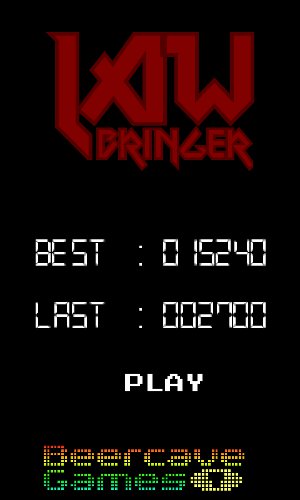 LAW
BRINGER
BEST : 015240
LAST : 002700
PLAY
Beercave
Games